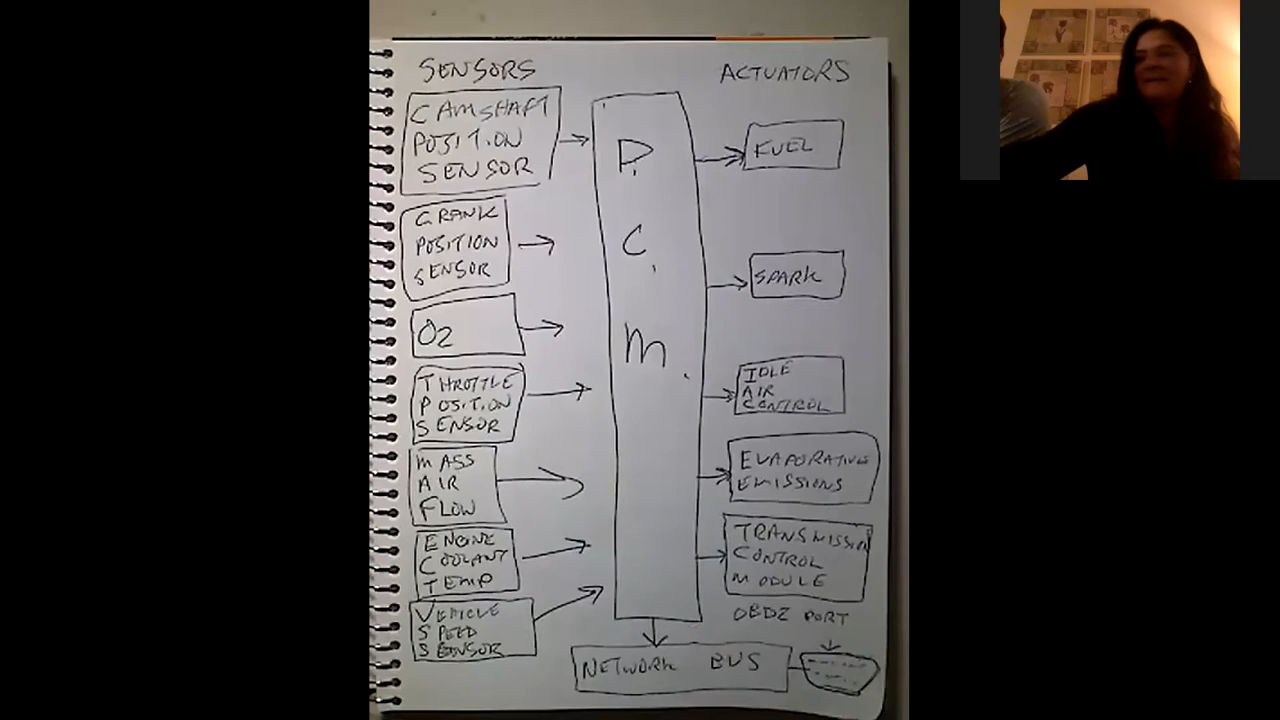 SENSORS
ACTUATORS
CAMSHAFT
POSITION
SENSOR
CRANK
POSITION
SENSOR
O2
THROTTLE
POSITION
SENSOR
MASS
AIR
FLOW
ENGINE
COOLANT
TEMP
VEHICLE
SPEED
SENSOR
P.
C.
M.
FUEL
SPARK
IDLE
AIR
CONTROL
EVAPORATIVE
EMISSIONS
TRANSMISSION
CONTROL
MODULE
OBD2 PORT
NETWORK BUS